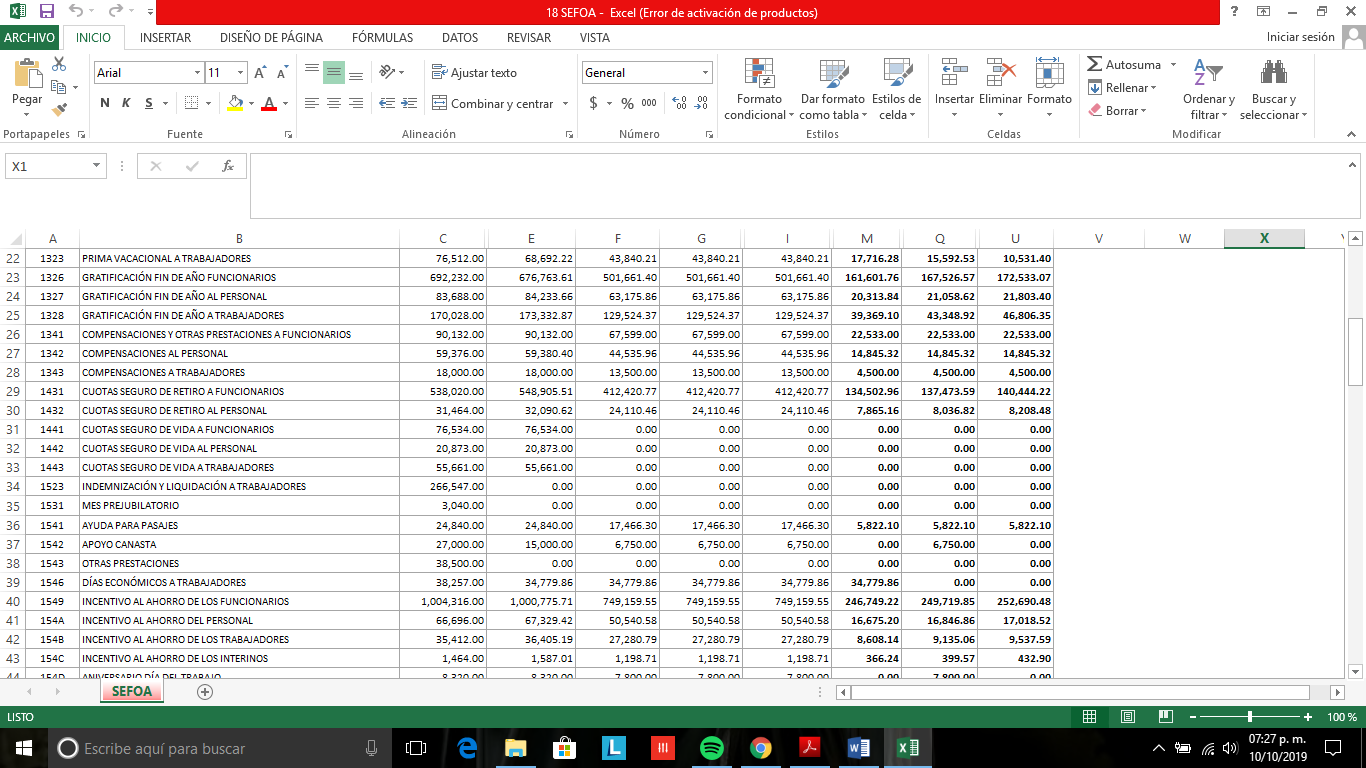 18 SEFOA - Excel (Error de activación de productos)
ARCHIVO INICIO INSERTAR DISEÑO DE PÁGINA FÓRMULAS DATOS REVISAR VISTA Iniciar sesión
Pegar
Portapapeles
Arial 11
N K S
Fuente
Ajustar texto
Combinar y centrar
Alineación
General
$ % 000
Número
Formato condicional
Dar formato como tabla
Estilos de celda
Estilos
Insertar Eliminar Formato
Celdas
Autosuma
Rellenar
Borrar
Ordenar y filtrar
Buscar y seleccionar
Modificar
X1 fx
A B C E F G I M Q U V W X
22 1323 PRIMA VACACIONAL A TRABAJADORES 76,512.00 68,692.22 43,840.21 43,840.21 43,840.21 17,716.28 15,592.53 10,531.40
23 1326 GRATIFICACIÓN FIN DE AÑO FUNCIONARIOS 692,232.00 676,763.61 501,661.40 501,661.40 501,661.40 161,601.76 167,526.57 172,533.07
24 1327 GRATIFICACIÓN FIN DE AÑO AL PERSONAL 83,688.00 84,233.66 63,175.86 63,175.86 63,175.86 20,313.84 21,058.62 21,803.40
25 1328 GRATIFICACIÓN FIN DE AÑO A TRABAJADORES 170,028.00 173,332.87 129,524.37 129,524.37 129,524.37 39,369.10 43,348.92 46,806.35
26 1341 COMPENSACIONES Y OTRAS PRESTACIONES A FUNCIONARIOS 90,132.00 90,132.00 67,599.00 67,599.00 67,599.00 22,533.00 22,533.00 22,533.00
27 1342 COMPENSACIONES AL PERSONAL 59,376.00 59,380.40 44,535.96 44,535.96 44,535.96 14,845.32 14,845.32 14,845.32
28 1343 COMPENSACIONES A TRABAJADORES 18,000.00 18,000.00 13,500.00 13,500.00 13,500.00 4,500.00 4,500.00 4,500.00
29 1431 CUOTAS SEGURO DE RETIRO A FUNCIONARIOS 538,020.00 548,905.51 412,420.77 412,420.77 412,420.77 134,502.96 137,473.59 140,444.22
30 1432 CUOTAS SEGURO DE RETIRO AL PERSONAL 31,464.00 32,090.62 24,110.46 24,110.46 24,110.46 7,865.16 8,036.82 8,208.48
31 1441 CUOTAS SEGURO DE VIDA A FUNCIONARIOS 76,534.00 76,534.00 0.00 0.00 0.00 0.00 0.00 0.00
32 1442 CUOTAS SEGURO DE VIDA AL PERSONAL 20,873.00 20,873.00 0.00 0.00 0.00 0.00 0.00 0.00
33 1443 CUOTAS SEGURO DE VIDA A TRABAJADORES 55,661.00 55,661.00 0.00 0.00 0.00 0.00 0.00 0.00
34 1523 INDEMNIZACIÓN Y LIQUIDACIÓN A TRABAJADORES 266,547.00 0.00 0.00 0.00 0.00 0.00 0.00 0.00
35 1531 MES PREJUBILATORIO 3,040.00 0.00 0.00 0.00 0.00 0.00 0.00 0.00
36 1541 AYUDA PARA PASAJES 24,840.00 24,840.00 17,466.30 17,466.30 17,466.30 5,822.10 5,822.10 5,822.10
37 1542 APOYO CANASTA 27,000.00 15,000.00 6,750.00 6,750.00 6,750.00 0.00 6,750.00 0.00
38 1543 OTRAS PRESTACIONES 38,500.00 0.00 0.00 0.00 0.00 0.00 0.00 0.00
39 1546 DÍAS ECONÓMICOS A TRABAJADORES 38,257.00 34,779.86 34,779.86 34,779.86 34,779.86 34,779.86 0.00 0.00
40 1549 INCENTIVO AL AHORRO DE LOS FUNCIONARIOS 1,004,316.00 1,000,775.71 749,159.55 749,159.55 749,159.55 246,749.22 249,719.85 252,690.48
41 154A INCENTIVO AL AHORRO DEL PERSONAL 66,696.00 67,329.42 50,540.58 50,540.58 50,540.58 16,675.20 16,846.86 17,018.52
42 154B INCENTIVO AL AHORRO DE LOS TRABAJADORES 35,412.00 36,405.19 27,280.79 27,280.79 27,280.79 8,608.14 9,135.06 9,537.59
43 154C INCENTIVO AL AHORRO DE LOS INTERINOS 1,464.00 1,587.01 1,198.71 1,198.71 1,198.71 366.24 399.57 432.90
44 154D ANIVERSARIO DÍA DEL TRABAJO 8,320.00 8,320.00 7,800.00 7,800.00 7,800.00 0.00 7,800.00 0.00
SEFOA
LISTO 100 %
Escribe aquí para buscar
07:27 p. m.
10/10/2019